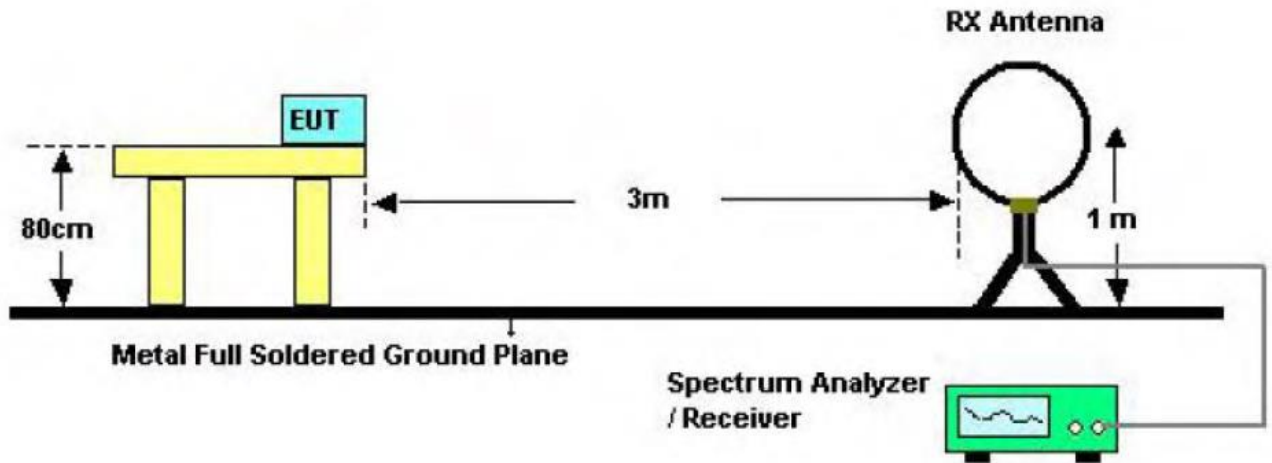 RX Antenna
EUT
3m
80cm
1 m
Metal Full Soldered Ground Plane
Spectrum Analyzer
/ Receiver